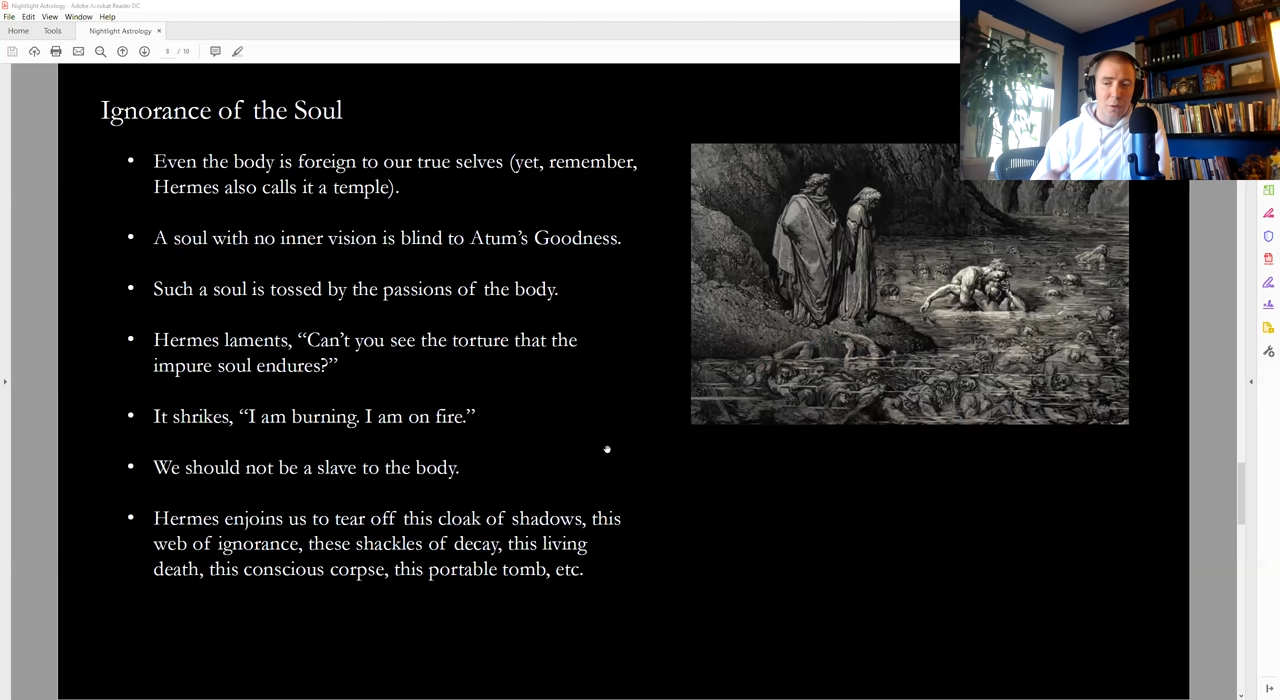 Nightlight Astrology - Adobe Acrobat Reader DC
File Edit View Window Help
Home Tools Nightlight Astrology ×
8 / 10
Ignorance of the Soul
• Even the body is foreign to our true selves (yet, remember,
Hermes also calls it a temple).
• A soul with no inner vision is blind to Atum’s Goodness.
• Such a soul is tossed by the passions of the body.
• Hermes laments, “Can’t you see the torture that the
impure soul endures?”
• It shrikes, “I am burning. I am on fire.”
• We should not be a slave to the body.
• Hermes enjoins us to tear off this cloak of shadows, this
web of ignorance, these shackles of decay, this living
death, this conscious corpse, this portable tomb, etc.